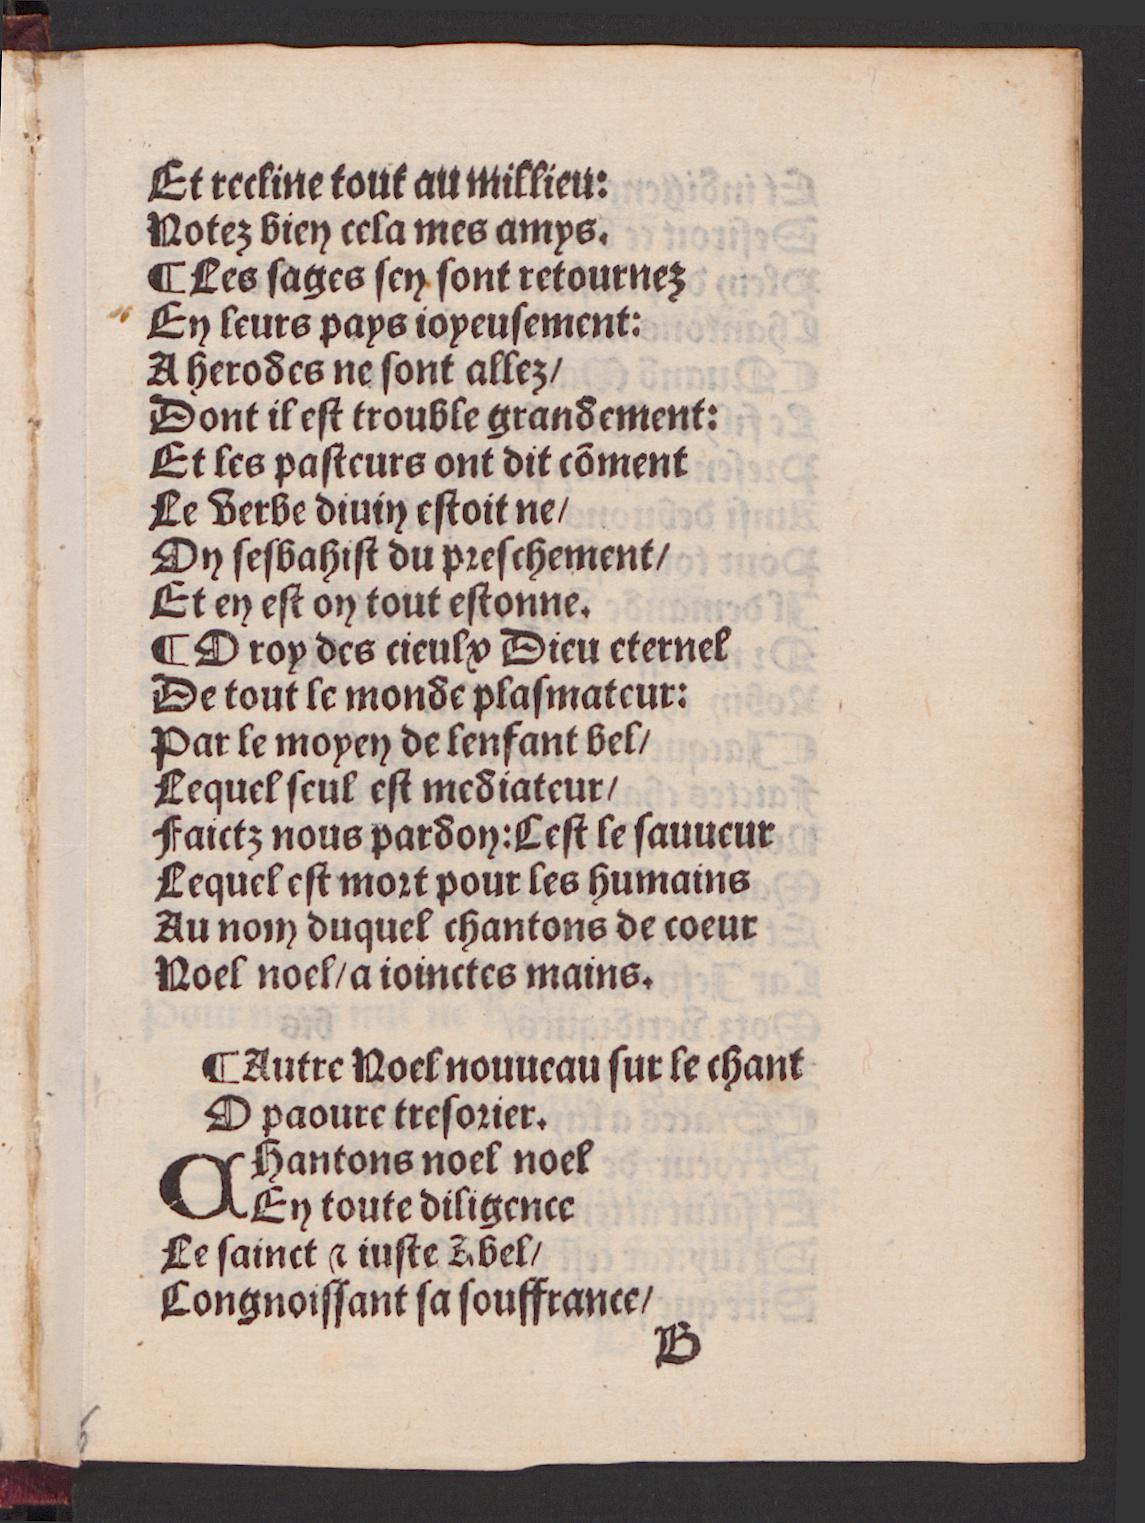 Et recline tout au millieu:
Notez bien cela mes amys.
¶ Les sages sen sont retournez
En leurs pays ioyeusement:
A herodes ne sont allez/
Dont il est trouble grandement:
Et les pasteurs ont dit cōment
Le verbe diuin estoit ne/
On sesbahist du preschement/
Et en est on tout estonne.
¶ O roy des cieulx Dieu eternel
De tout le monde plasmateur:
Par le moyen de lenfant bel/
Lequel seul est mediateur/
Faictz nous pardon: Cest le sauueur
Lequel est mort pour les humains
Au nom duquel chantons de coeur
Noel noel/ a ioinctes mains.
¶ Autre Noel nouueau sur le chant
O paoure tresorier.
CHantons noel noel
En toute diligence
Le sainct ⁊ iuste Abel/
Congnoissant sa souffrance/
B